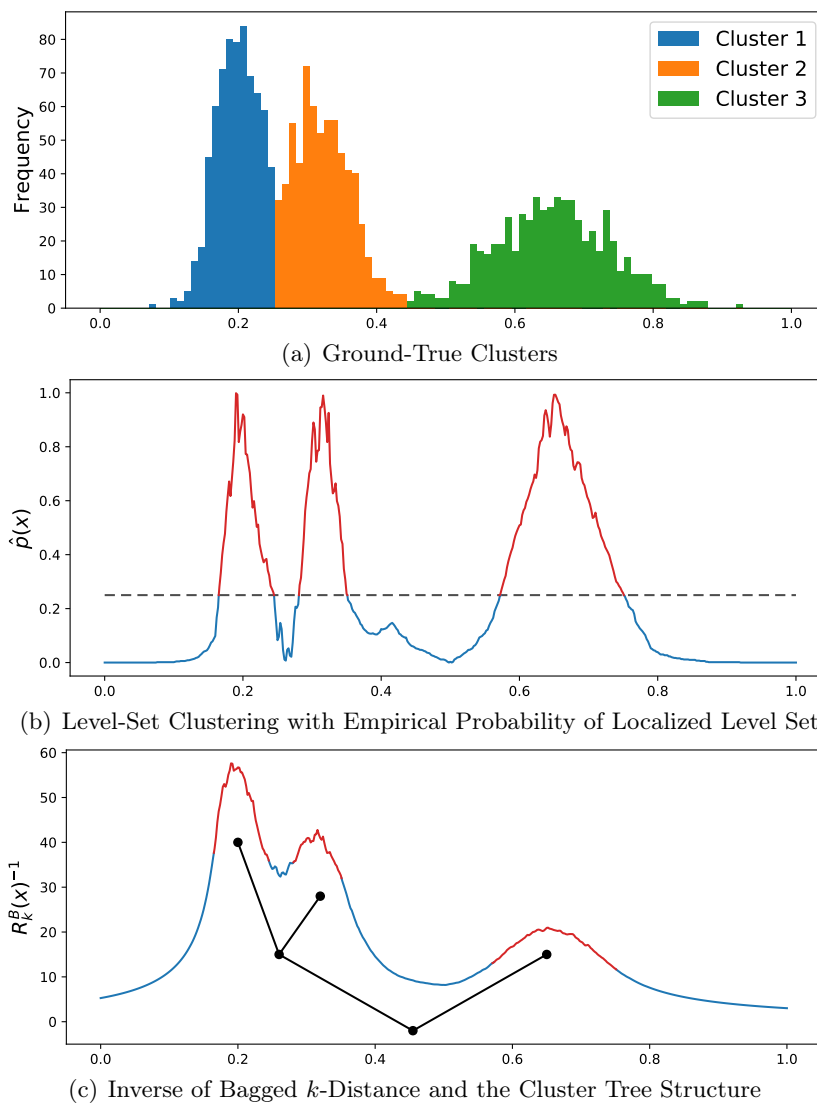 80
70
60
50
40
30
20
10
0
Frequency
Cluster 1
Cluster 2
Cluster 3
0.0 0.2 0.4 0.6 0.8 1.0
(a) Ground-True Clusters
1.0
0.8
0.6
0.4
0.2
0.0
p̂(x)
0.0 0.2 0.4 0.6 0.8 1.0
(b) Level-Set Clustering with Empirical Probability of Localized Level Set
60
50
40
30
20
10
0
R_k^B(x)^{-1}
0.0 0.2 0.4 0.6 0.8 1.0
(c) Inverse of Bagged k-Distance and the Cluster Tree Structure